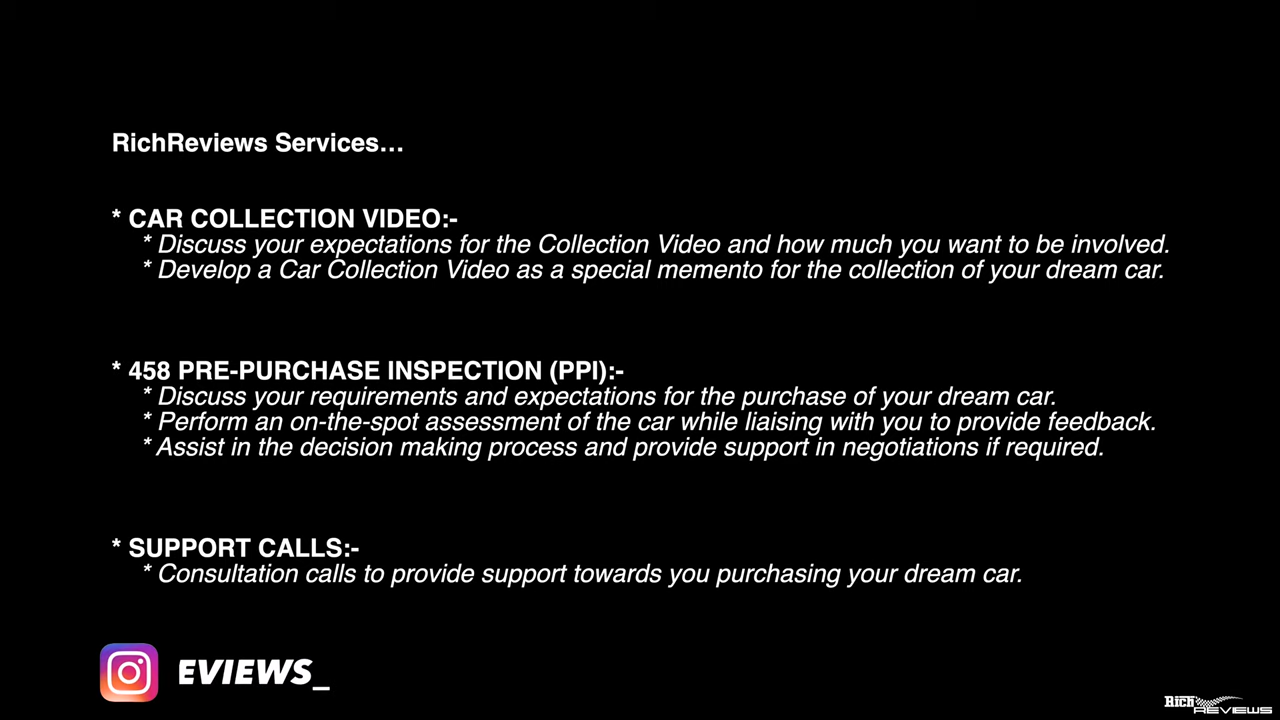 RichReviews Services...
* CAR COLLECTION VIDEO:-
* Discuss your expectations for the Collection Video and how much you want to be involved.
* Develop a Car Collection Video as a special memento for the collection of your dream car.
* 458 PRE-PURCHASE INSPECTION (PPI):-
* Discuss your requirements and expectations for the purchase of your dream car.
* Perform an on-the-spot assessment of the car while liaising with you to provide feedback.
* Assist in the decision making process and provide support in negotiations if required.
* SUPPORT CALLS:-
* Consultation calls to provide support towards you purchasing your dream car.
EVIEWS_
Rich
REVIEWS